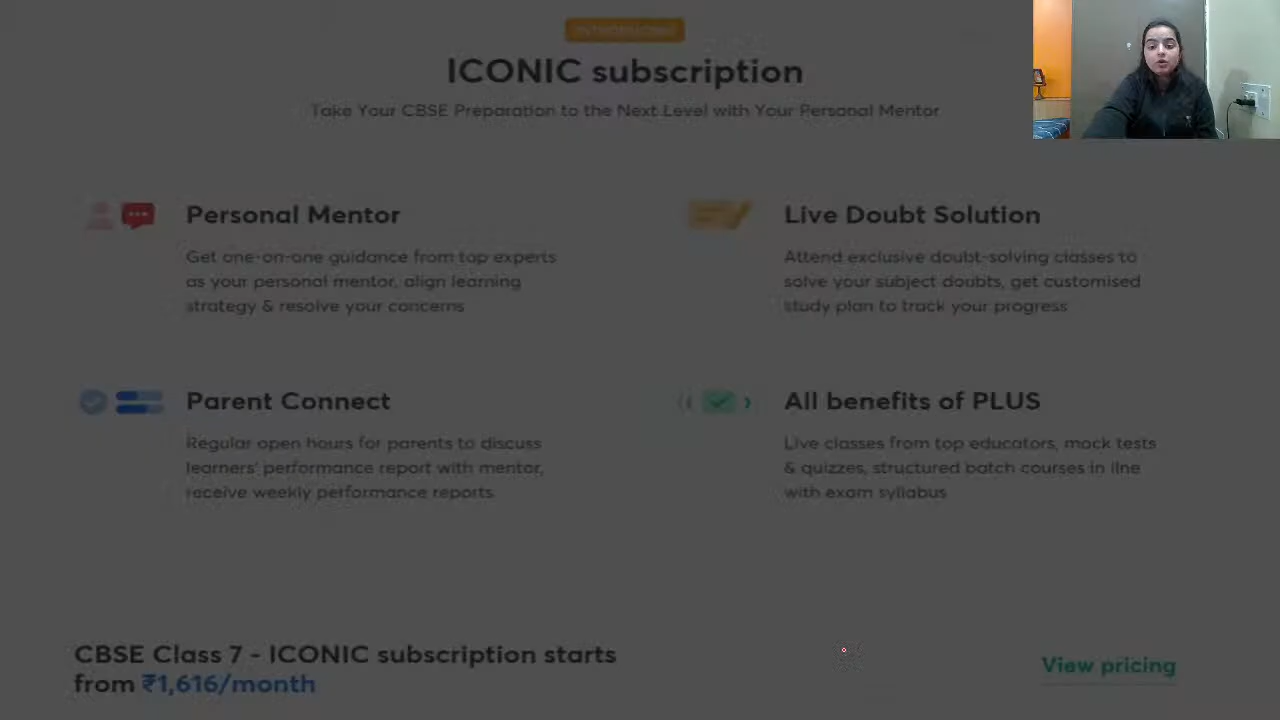 INTRODUCING
ICONIC subscription
Take Your CBSE Preparation to the Next Level with Your Personal Mentor
Personal Mentor
Get one-on-one guidance from top experts
as your personal mentor, align learning
strategy & resolve your concerns
Live Doubt Solution
Attend exclusive doubt-solving classes to
solve your subject doubts, get customised
study plan to track your progress
Parent Connect
Regular open hours for parents to discuss
learners' performance report with mentor,
receive weekly performance reports
All benefits of PLUS
Live classes from top educators, mock tests
& quizzes, structured batch courses in line
with exam syllabus
CBSE Class 7 - ICONIC subscription starts
from ₹1,616/month
View pricing